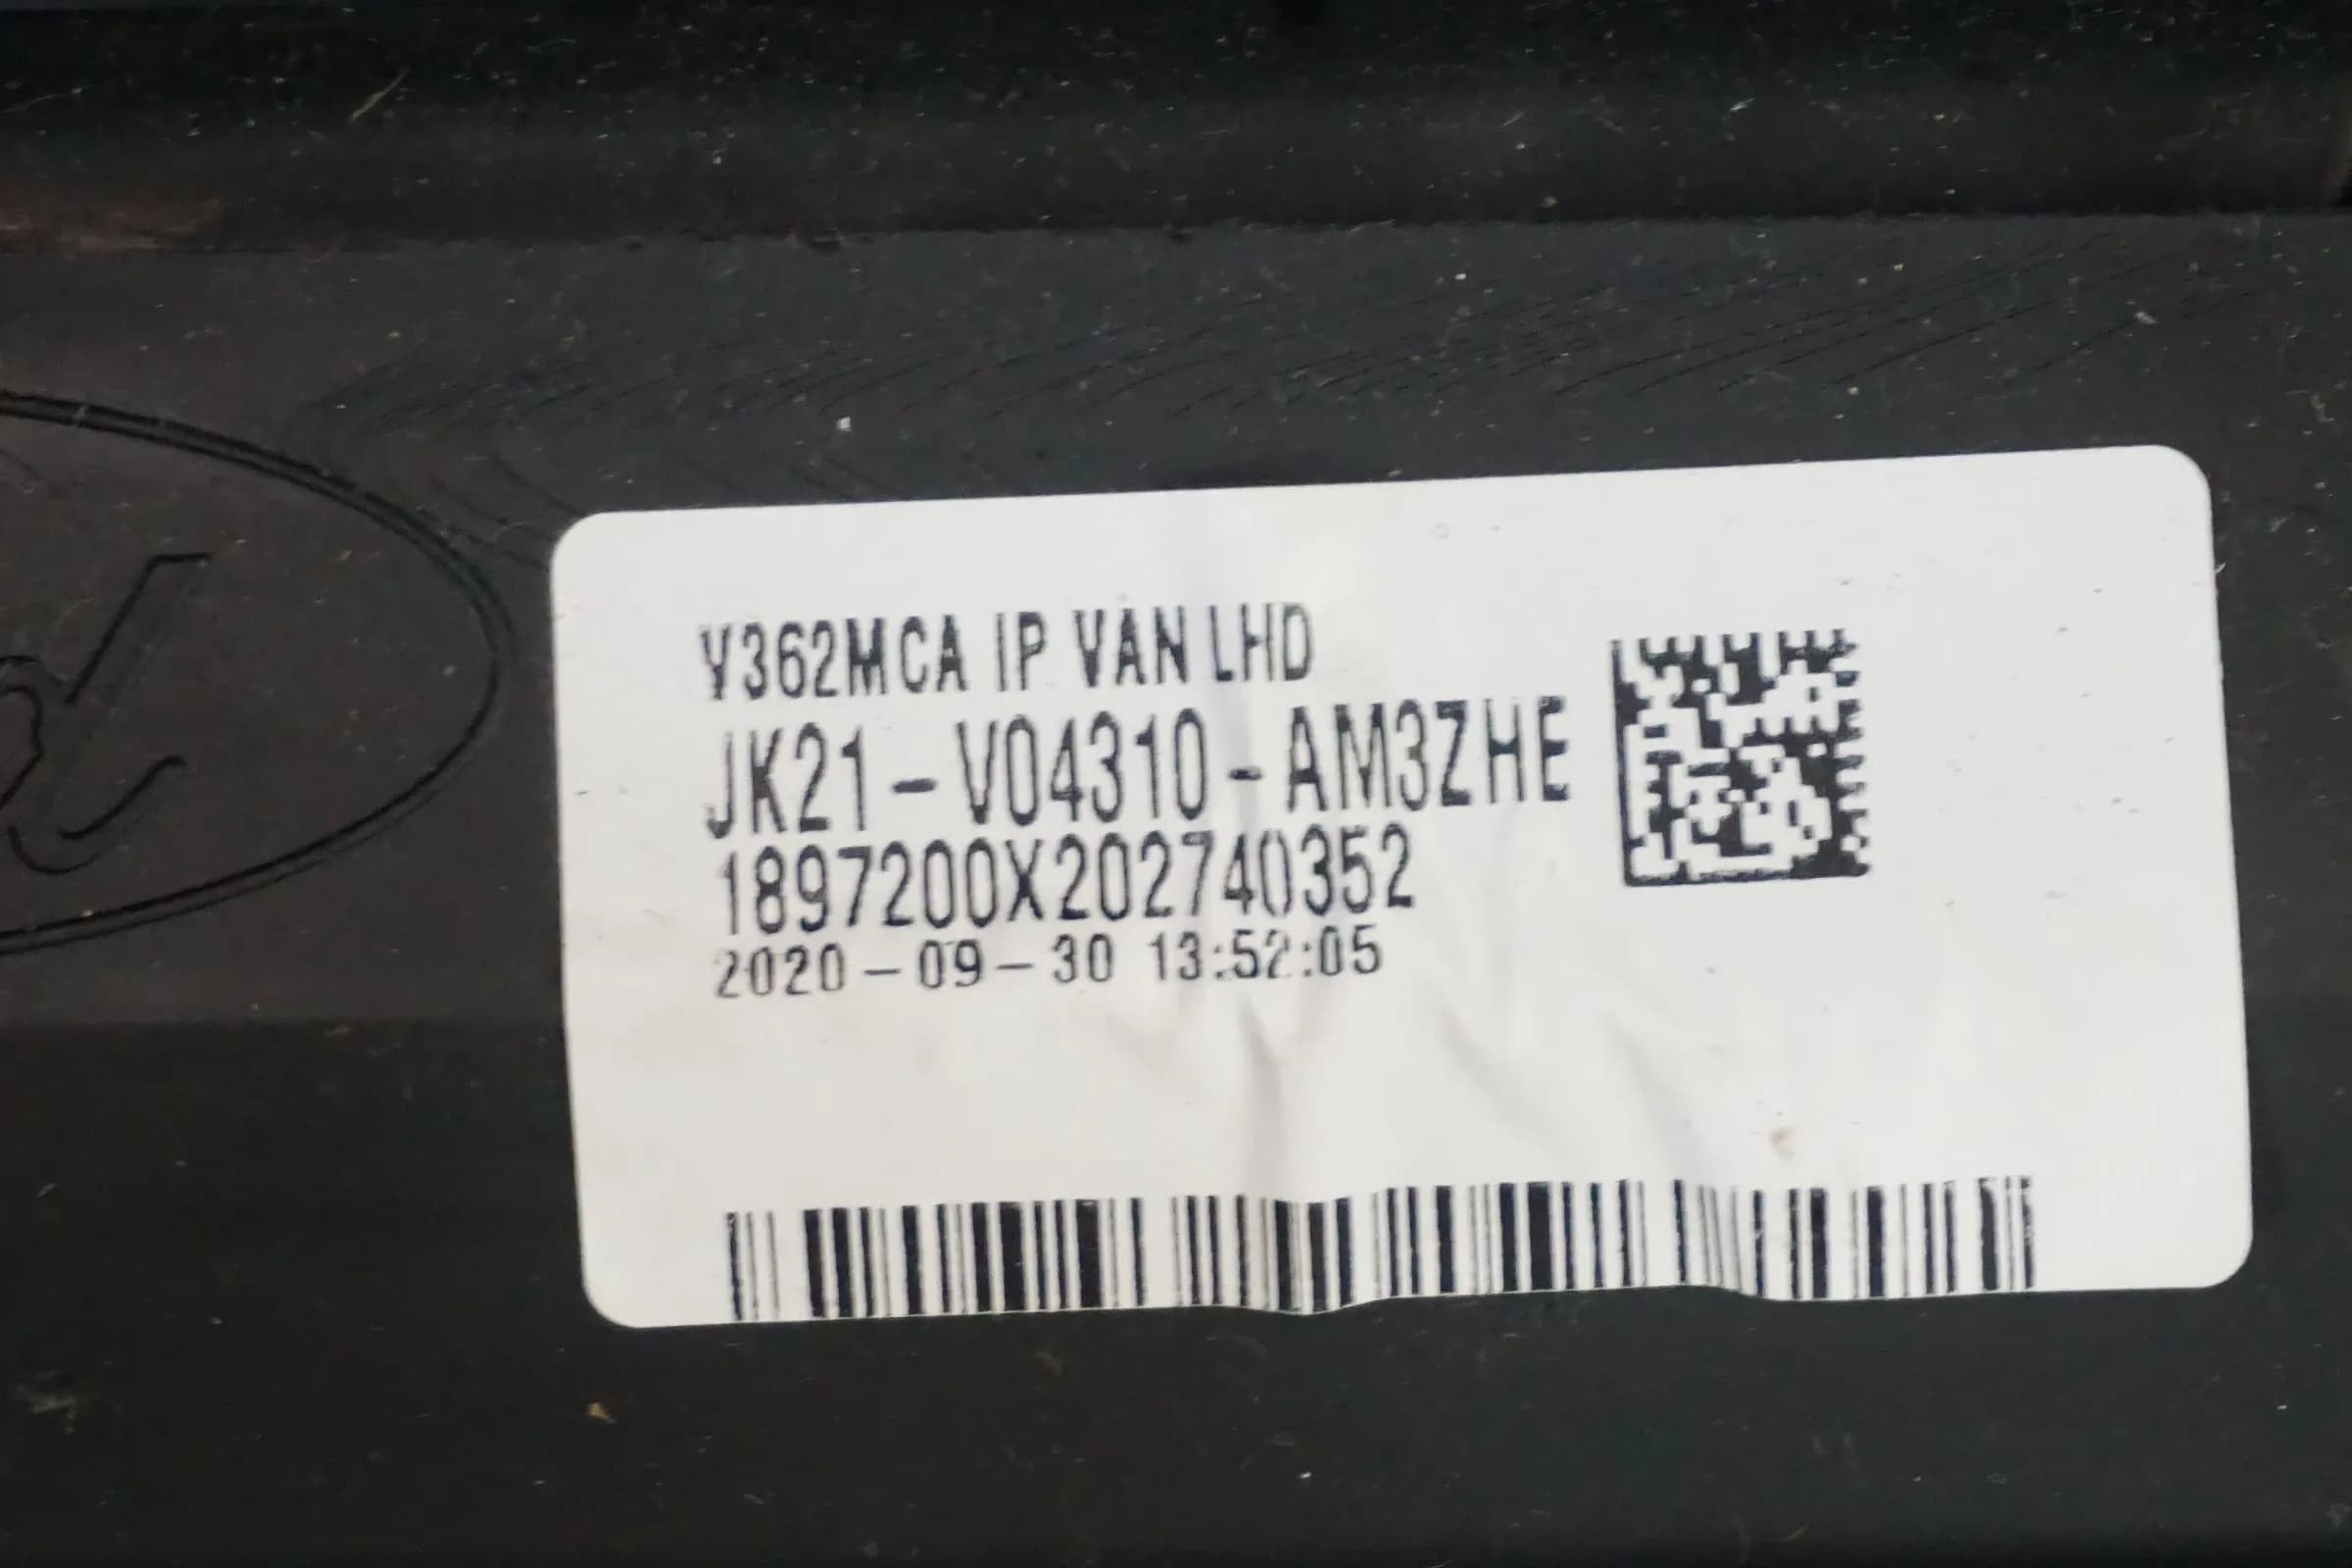 V362MCA IP VAN LHD
JK21-V04310-AM3ZHE
1897200X202740352
2020-09-30 13:52:05